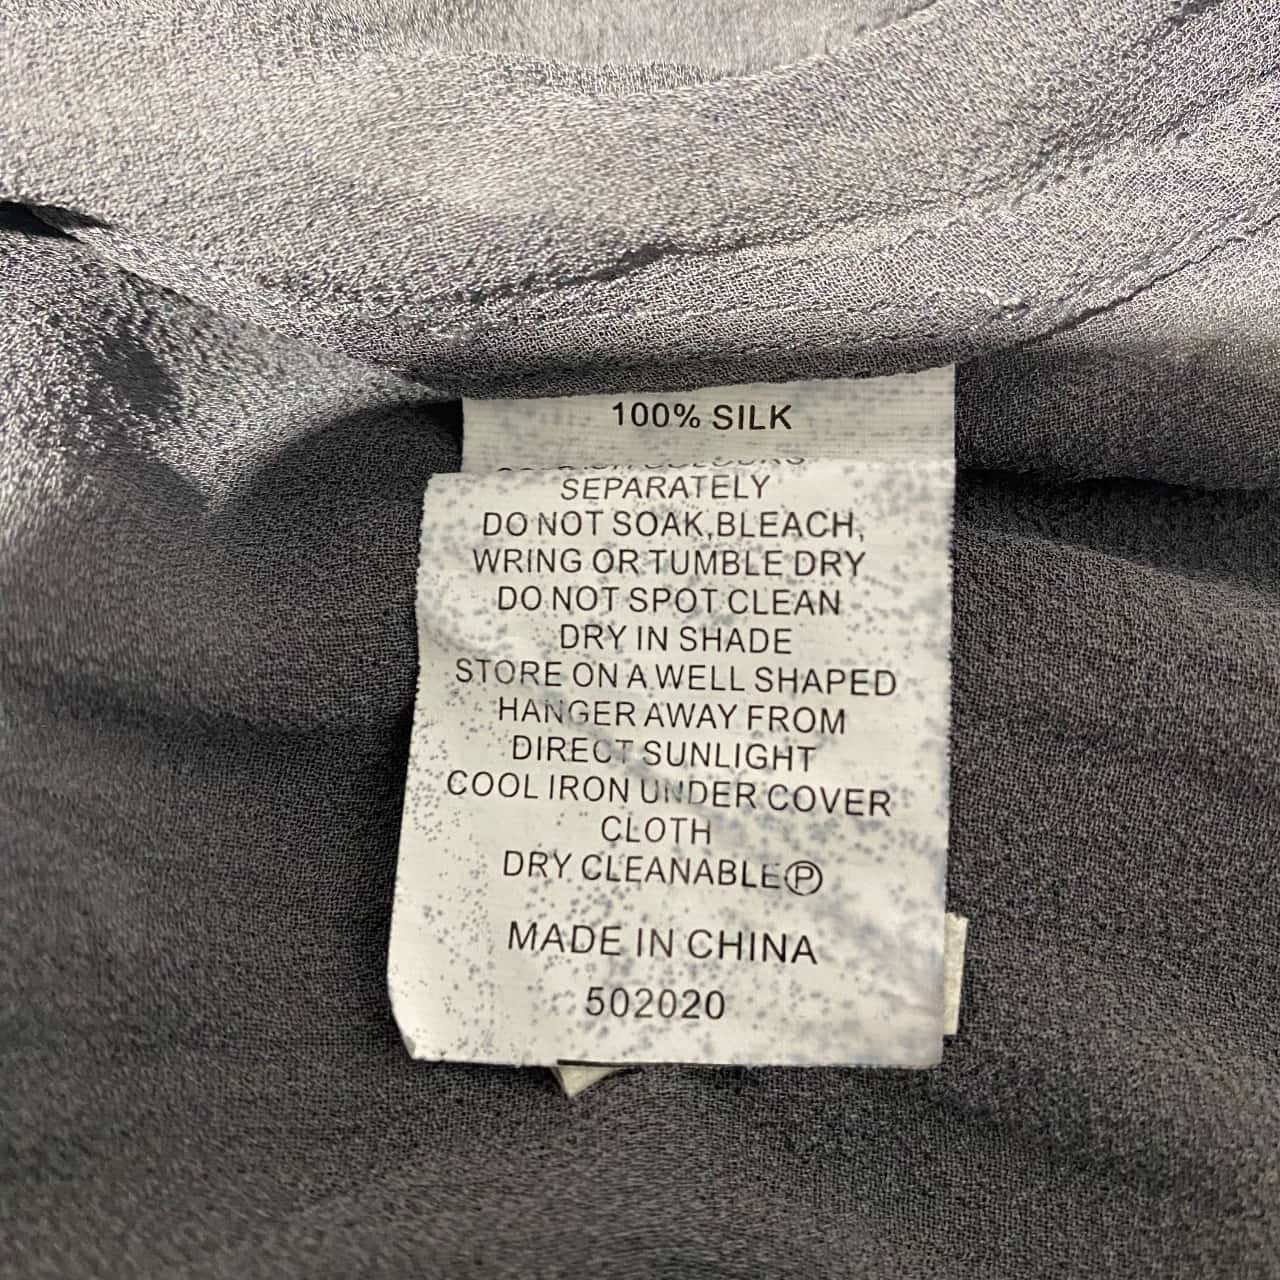 100% SILK
SEPARATELY
DO NOT SOAK,BLEACH,
WRING OR TUMBLE DRY
DO NOT SPOT CLEAN
DRY IN SHADE
STORE ON A WELL SHAPED
HANGER AWAY FROM
DIRECT SUNLIGHT
COOL IRON UNDER COVER
CLOTH
DRY CLEANABLE Ⓟ
MADE IN CHINA
502020